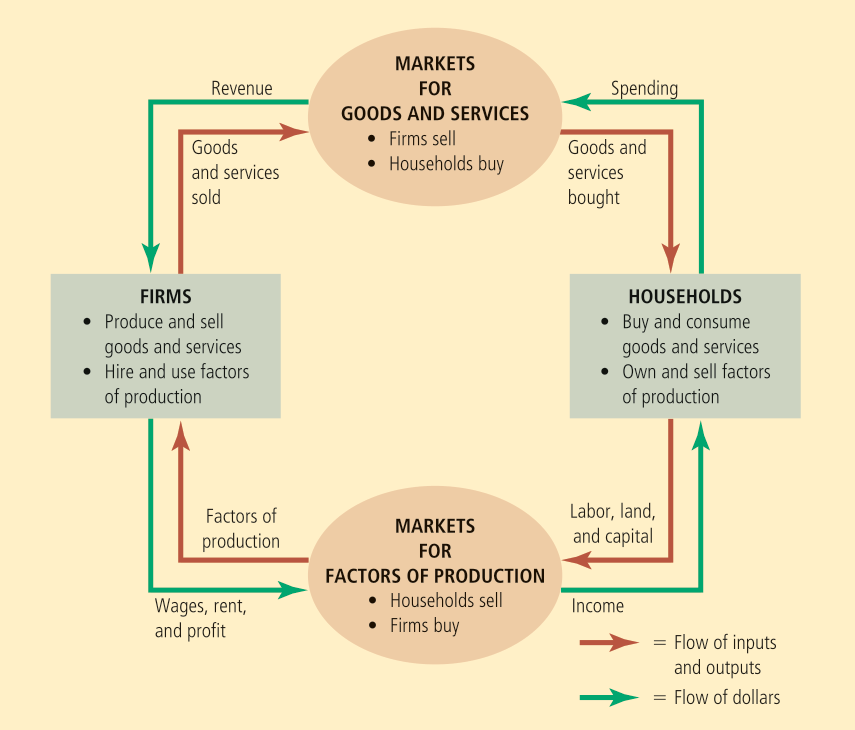 MARKETS
FOR
GOODS AND SERVICES
• Firms sell
• Households buy
Revenue
Spending
Goods
and services
sold
Goods and
services
bought
FIRMS
• Produce and sell
goods and services
• Hire and use factors
of production
HOUSEHOLDS
• Buy and consume
goods and services
• Own and sell factors
of production
Factors of
production
Labor, land,
and capital
MARKETS
FOR
FACTORS OF PRODUCTION
• Households sell
• Firms buy
Wages, rent,
and profit
Income
= Flow of inputs
and outputs
= Flow of dollars